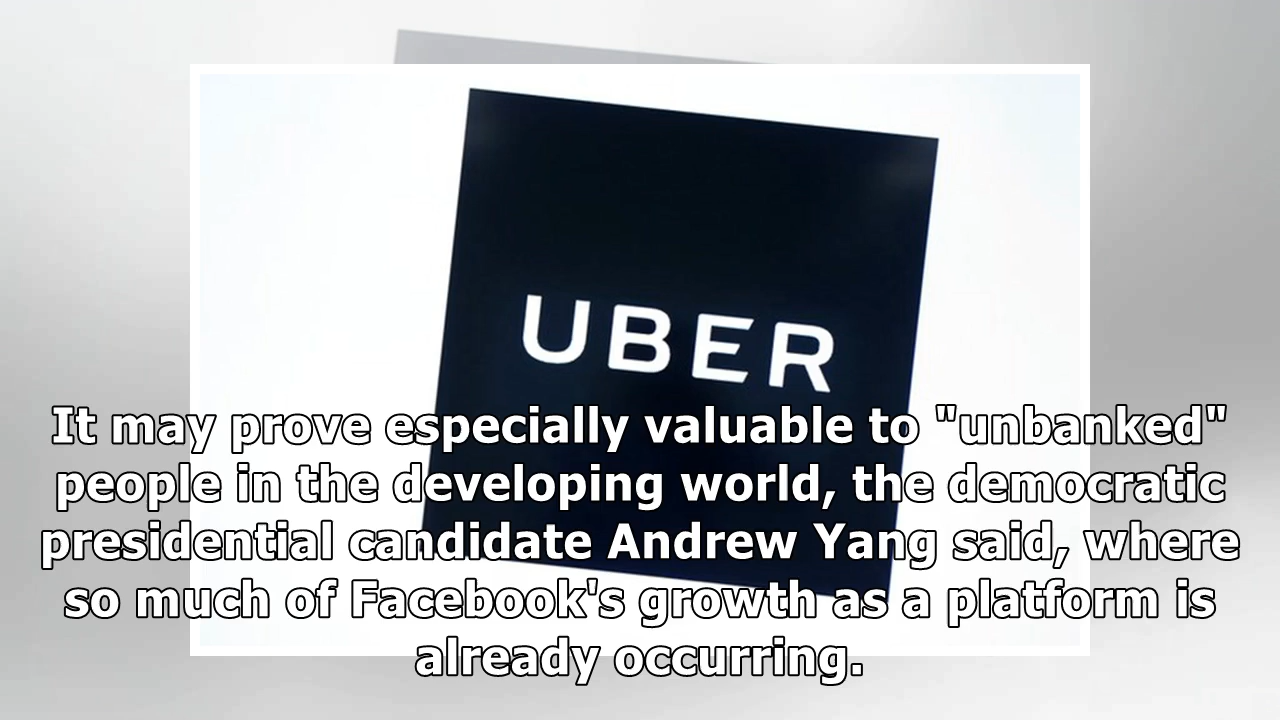 UBER
It may prove especially valuable to "unbanked"
people in the developing world, the democratic
presidential candidate Andrew Yang said, where
so much of Facebook's growth as a platform is
already occurring.